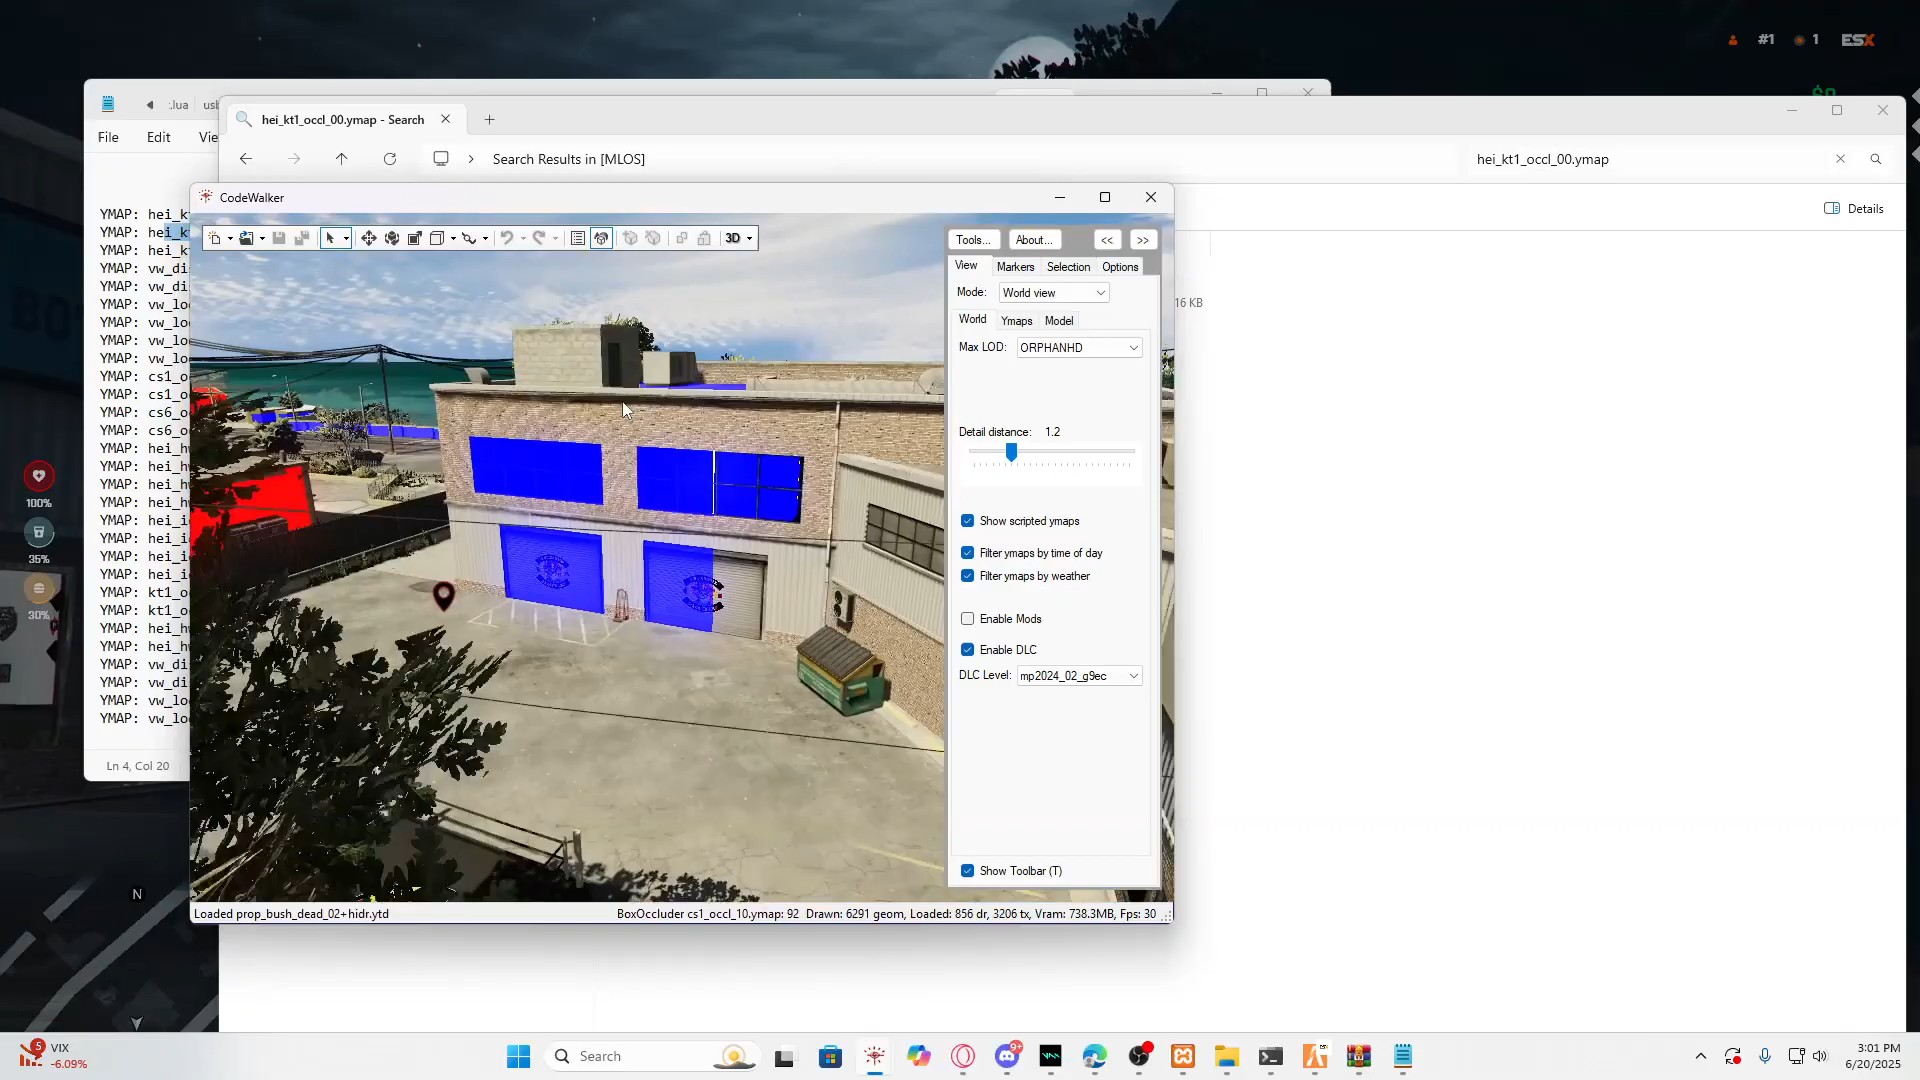 #1
1
ESX
$0
.lua
usb
File
Edit
Vie
hei_kt1_occl_00.ymap - Search
Search Results in [MLOS]
hei_kt1_occl_00.ymap
Details
16 KB
YMAP: hei_k
YMAP: hei_k
YMAP: hei_k
YMAP: vw_di
YMAP: vw_di
YMAP: vw_lo
YMAP: vw_lo
YMAP: vw_lo
YMAP: vw_lo
YMAP: cs1_o
YMAP: cs1_o
YMAP: cs6_o
YMAP: cs6_o
YMAP: hei_h
YMAP: hei_h
YMAP: hei_h
YMAP: hei_h
YMAP: hei_i
YMAP: hei_i
YMAP: hei_i
YMAP: hei_i
YMAP: kt1_o
YMAP: kt1_o
YMAP: hei_h
YMAP: hei_h
YMAP: vw_di
YMAP: vw_di
YMAP: vw_lo
YMAP: vw_lo
Ln 4, Col 20
CodeWalker
3D
Tools...
About...
<<
>>
View
Markers
Selection
Options
Mode:
World view
World
Ymaps
Model
Max LOD:
ORPHANHD
Detail distance: 1.2
Show scripted ymaps
Filter ymaps by time of day
Filter ymaps by weather
Enable Mods
Enable DLC
DLC Level:
mp2024_02_g9ec
Show Toolbar (T)
Loaded prop_bush_dead_02+hidr.ytd
BoxOccluder cs1_occl_10.ymap: 92 Drawn: 6291 geom, Loaded: 856 dr, 3206 tx, Vram: 738.3MB, Fps: 30
100%
35%
30%
N
5
VIX
-6.09%
Search
9+
3:01 PM
6/20/2025